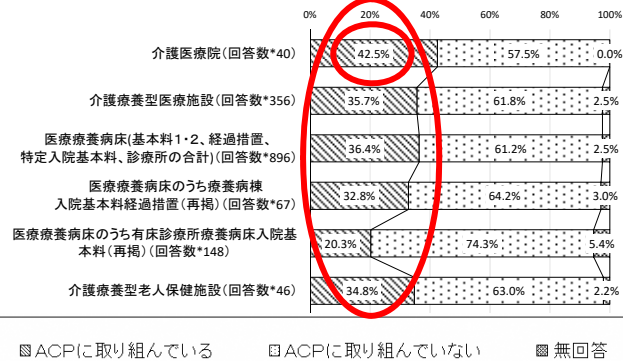 0% 20% 40% 60% 80% 100%
介護医療院(回答数*40) 42.5% 57.5% 0.0%
介護療養型医療施設(回答数*356) 35.7% 61.8% 2.5%
医療療養病床(基本料1・2、経過措置、
特定入院基本料、診療所の合計)(回答数*896) 36.4% 61.2% 2.5%
医療療養病床のうち療養病棟
入院基本料経過措置(再掲)(回答数*67) 32.8% 64.2% 3.0%
医療療養病床のうち有床診療所療養病床入院基
本料(再掲)(回答数*148) 20.3% 74.3% 5.4%
介護療養型老人保健施設(回答数*46) 34.8% 63.0% 2.2%
ACPに取り組んでいる ACPに取り組んでいない 無回答